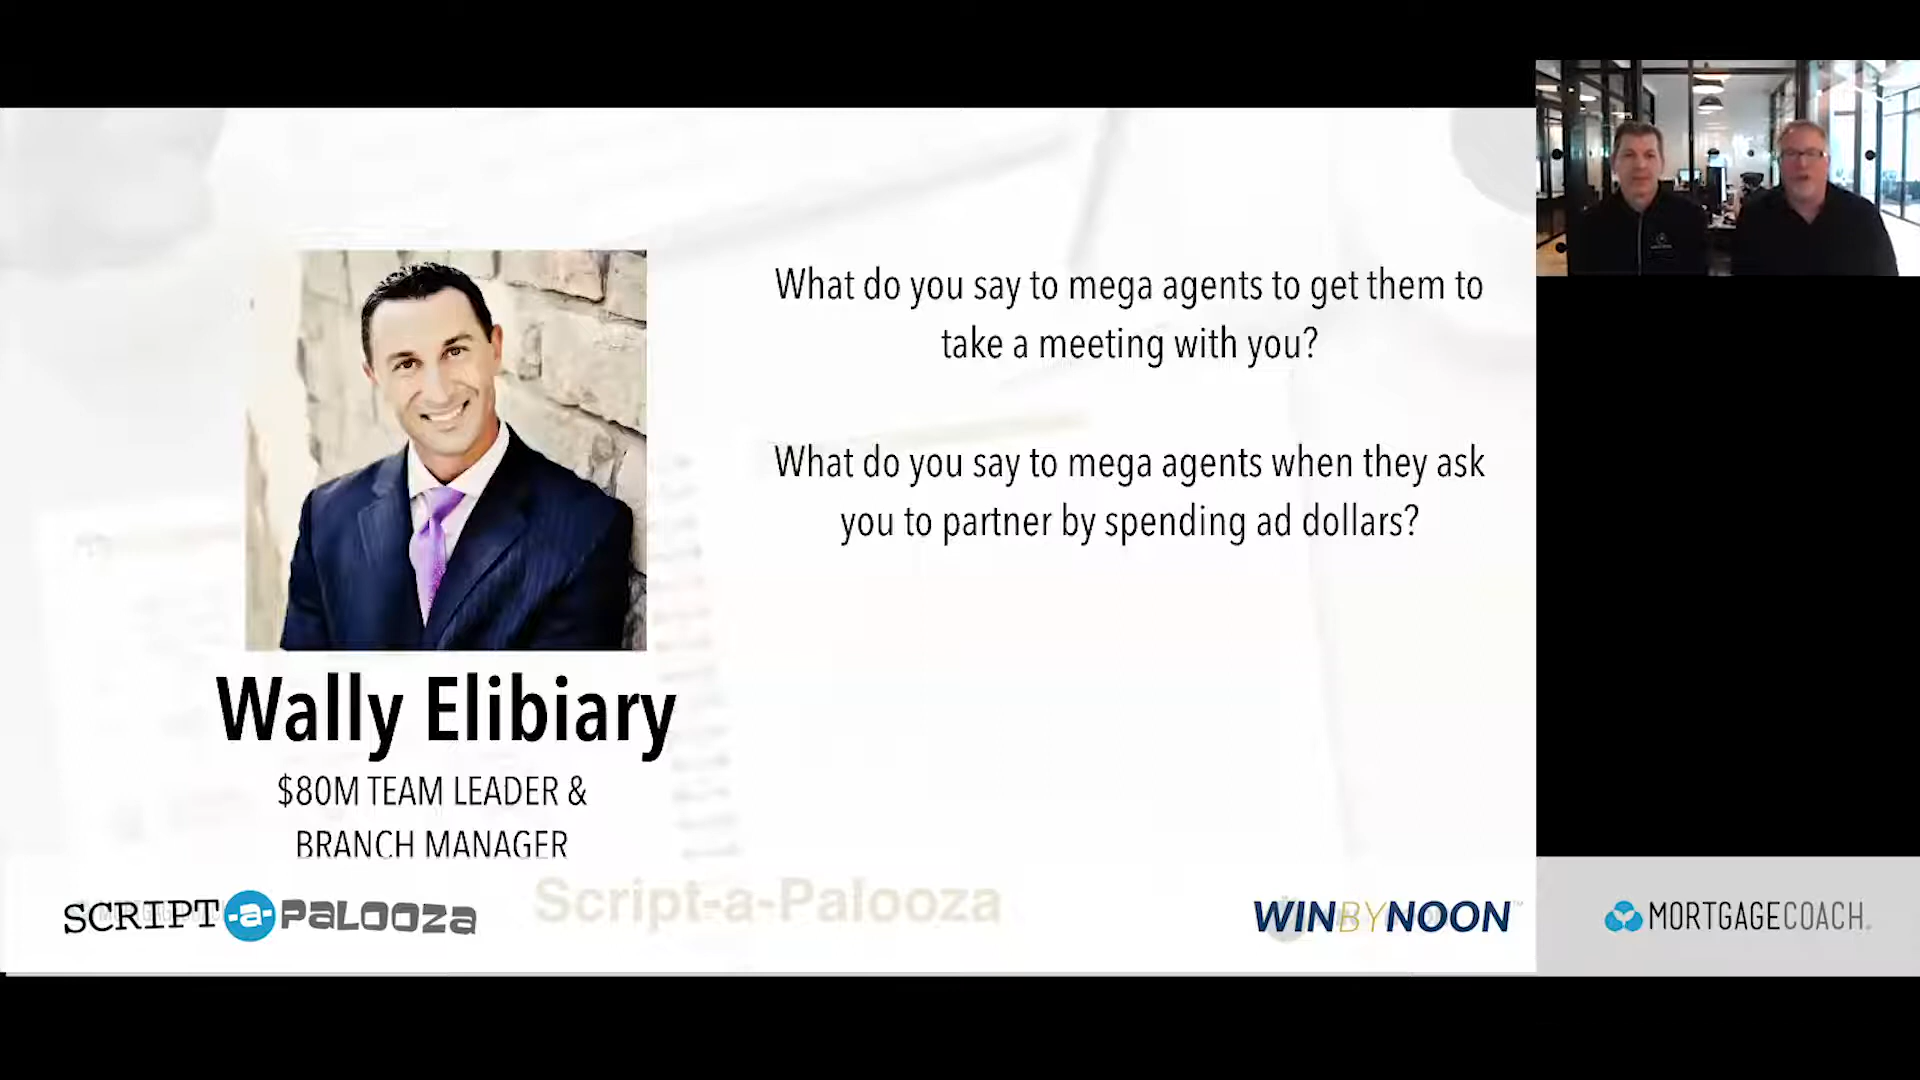 What do you say to mega agents to get them to
take a meeting with you?
What do you say to mega agents when they ask
you to partner by spending ad dollars?
Wally Elibiary
$80M TEAM LEADER &
BRANCH MANAGER
SCRIPT-a-PALOOZA
Script-a-Palooza
WINBYNOON™
MORTGAGECOACH.